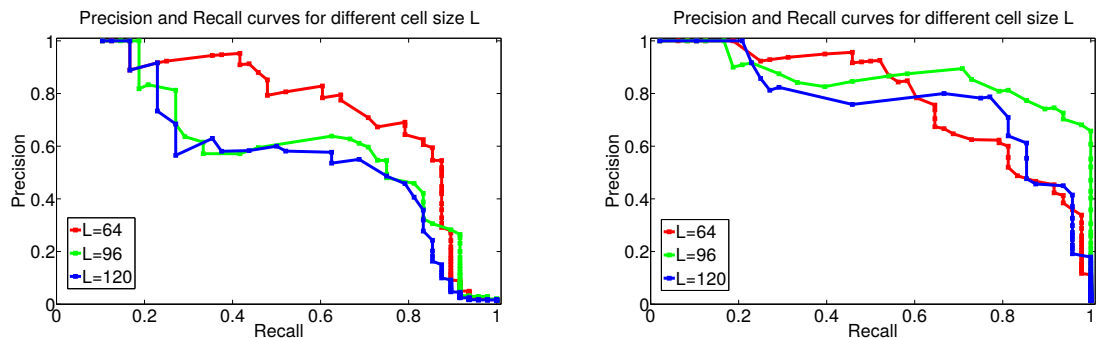 Precision and Recall curves for different cell size L
Precision
1
0.8
0.6
0.4
0.2
0
L=64
L=96
L=120
0 0.2 0.4 0.6 0.8 1
Recall
Precision and Recall curves for different cell size L
Precision
1
0.8
0.6
0.4
0.2
0
L=64
L=96
L=120
0 0.2 0.4 0.6 0.8 1
Recall